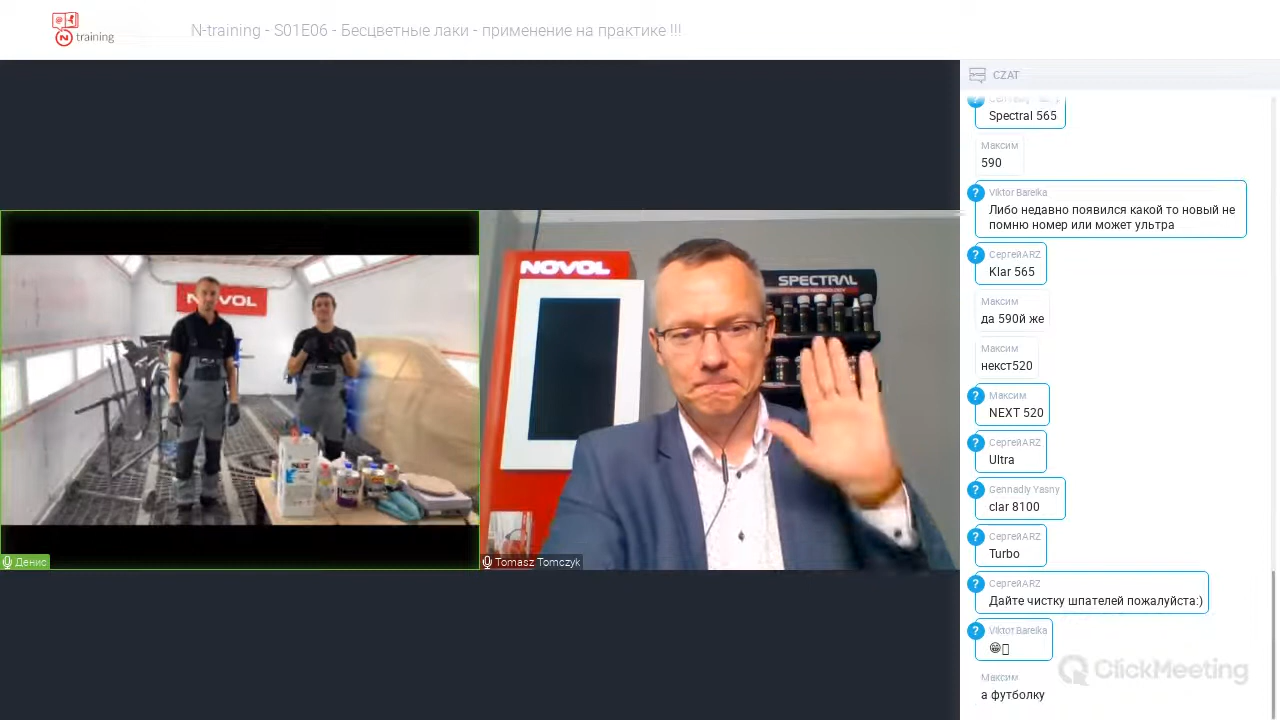 training
N-training - S01E06 - Бесцветные лаки - применение на практике !!!
CZAT
Spectral 565
Максим
590
Viktor Bareika
Либо недавно появился какой то новый не
помню номер или может ультра
СергейARZ
Klar 565
Максим
да 590й же
Максим
некст520
Максим
NEXT 520
СергейARZ
Ultra
Gennadiy Yasny
clar 8100
СергейARZ
Turbo
СергейARZ
Дайте чистку шпателей пожалуйста:)
Viktor Bareika
😁
Максим
а футболку
ClickMeeting
NOVOL
Денис
NOVOL
SPECTRAL
Tomasz Tomczyk